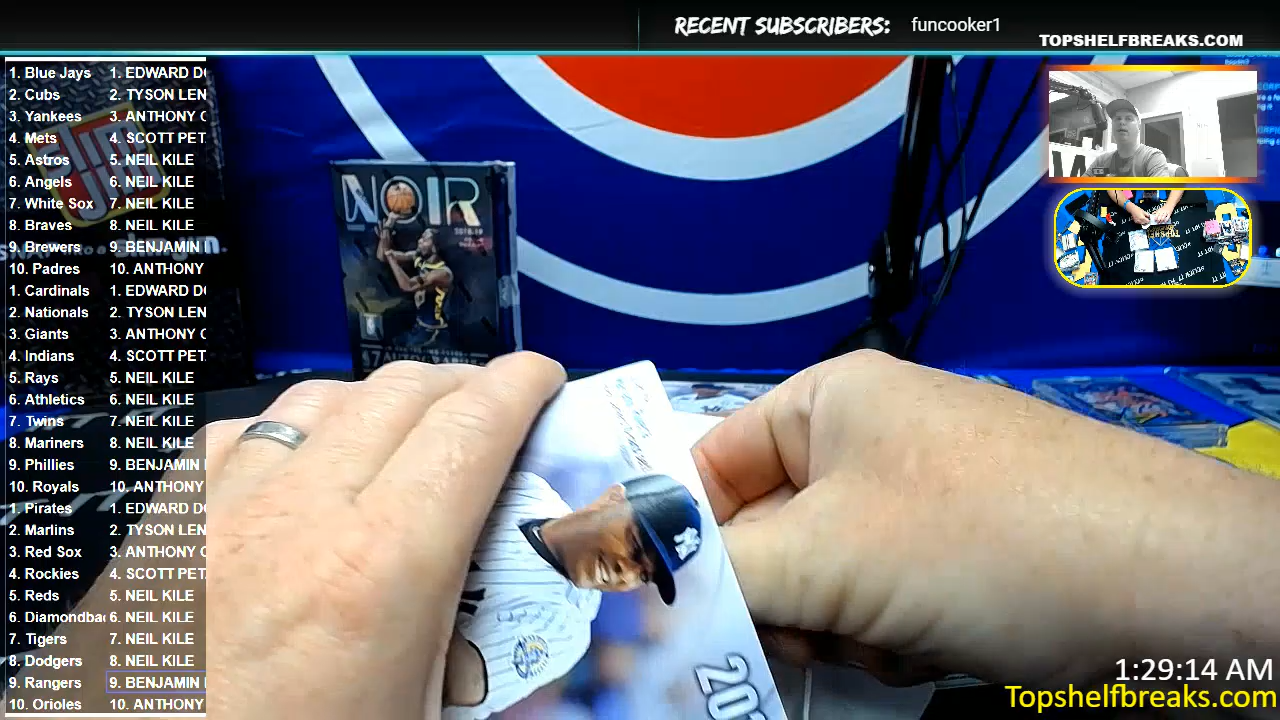 RECENT SUBSCRIBERS: funcooker1
TOPSHELFBREAKS.COM
1. Blue Jays 1. EDWARD DO
2. Cubs 2. TYSON LEN
3. Yankees 3. ANTHONY C
4. Mets 4. SCOTT PET
5. Astros 5. NEIL KILE
6. Angels 6. NEIL KILE
7. White Sox 7. NEIL KILE
8. Braves 8. NEIL KILE
9. Brewers 9. BENJAMIN
10. Padres 10. ANTHONY
1. Cardinals 1. EDWARD DO
2. Nationals 2. TYSON LEN
3. Giants 3. ANTHONY C
4. Indians 4. SCOTT PET
5. Rays 5. NEIL KILE
6. Athletics 6. NEIL KILE
7. Twins 7. NEIL KILE
8. Mariners 8. NEIL KILE
9. Phillies 9. BENJAMIN
10. Royals 10. ANTHONY
1. Pirates 1. EDWARD DO
2. Marlins 2. TYSON LEN
3. Red Sox 3. ANTHONY C
4. Rockies 4. SCOTT PET
5. Reds 5. NEIL KILE
6. Diamondbac 6. NEIL KILE
7. Tigers 7. NEIL KILE
8. Dodgers 8. NEIL KILE
9. Rangers 9. BENJAMIN
10. Orioles 10. ANTHONY
NOIR
2018-19
NY
202
1:29:14 AM
Topshelfbreaks.com